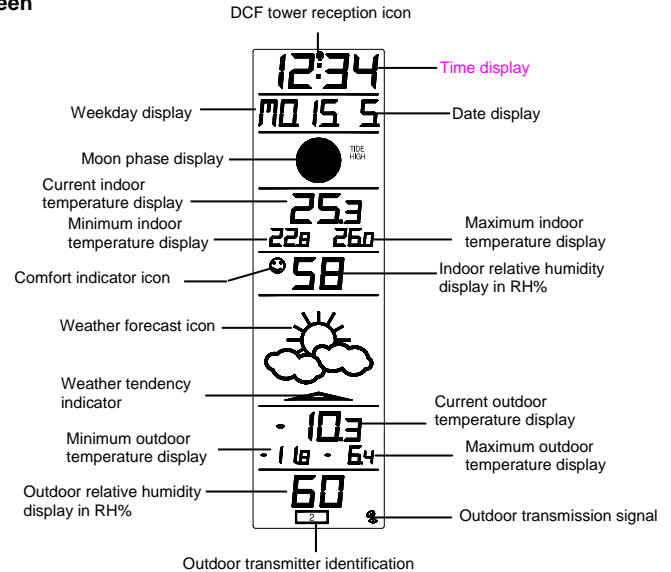 een
DCF tower reception icon
12:34
Time display
Weekday display
MO. 15. 5.
Date display
Moon phase display
TIDE
HIGH
Current indoor
temperature display
25.3
Minimum indoor
temperature display
22.8 26.0
Maximum indoor
temperature display
Comfort indicator icon
58
Indoor relative humidity
display in RH%
Weather forecast icon
Weather tendency
indicator
Current outdoor
temperature display
- 10.3
Minimum outdoor
temperature display
- 11.8 - 6.4
Maximum outdoor
temperature display
Outdoor relative humidity
display in RH%
60
2
Outdoor transmission signal
Outdoor transmitter identification